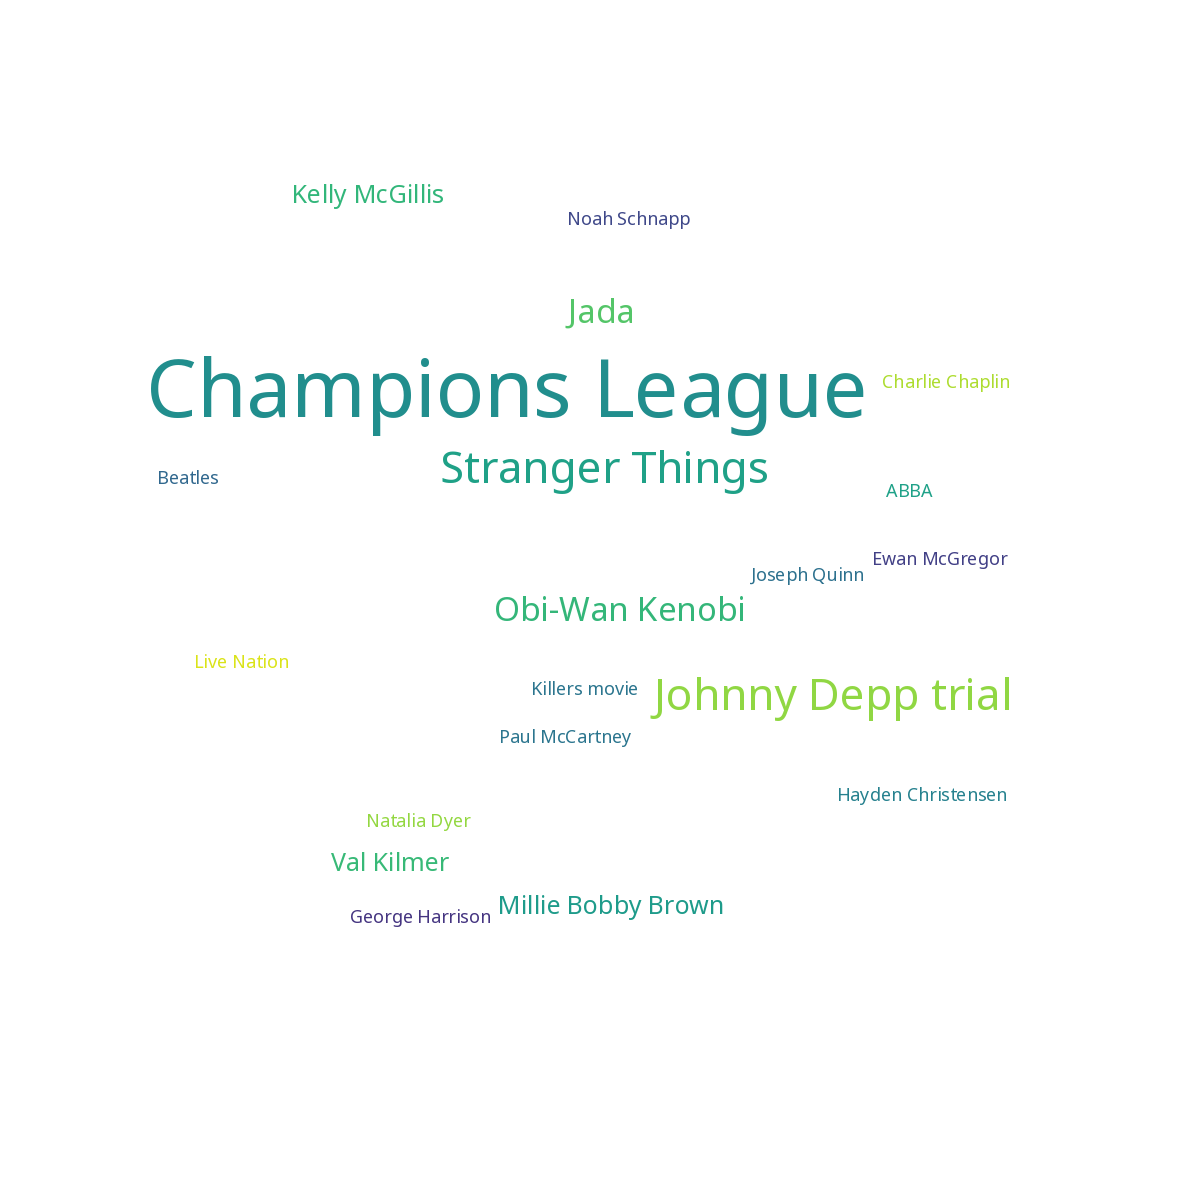 Kelly McGillis
Noah Schnapp
Jada
Champions League
Charlie Chaplin
Stranger Things
Beatles
ABBA
Ewan McGregor
Joseph Quinn
Obi-Wan Kenobi
Live Nation
Killers movie
Johnny Depp trial
Paul McCartney
Hayden Christensen
Natalia Dyer
Val Kilmer
Millie Bobby Brown
George Harrison